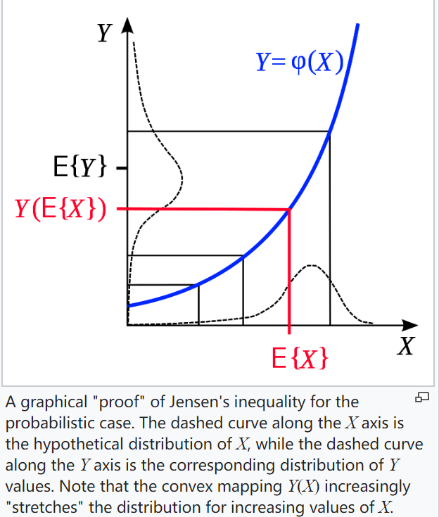 Y
Y= φ(X)
E{Y}
Y(E{X})
E{X}
X
A graphical "proof" of Jensen's inequality for the
probabilistic case. The dashed curve along the X axis is
the hypothetical distribution of X, while the dashed curve
along the Y axis is the corresponding distribution of Y
values. Note that the convex mapping Y(X) increasingly
"stretches" the distribution for increasing values of X.